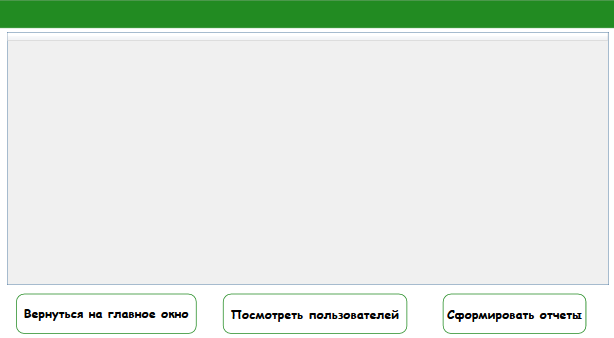 Вернуться на главное окно
Посмотреть пользователей
Сформировать отчеты